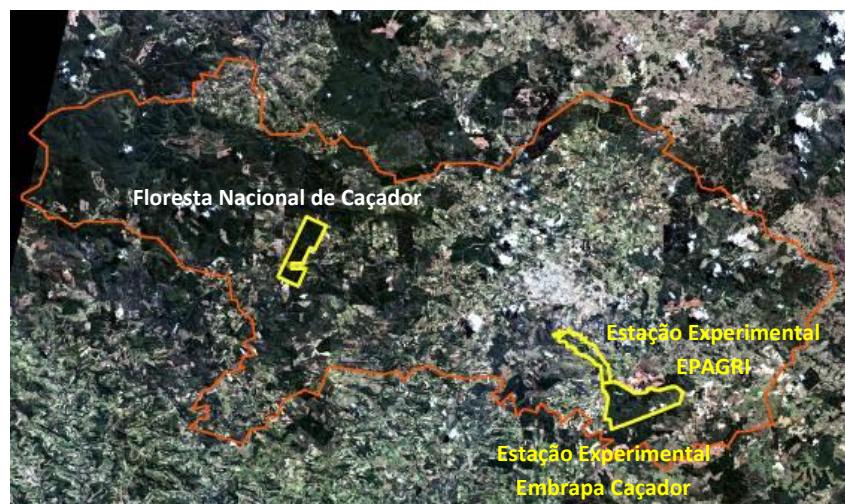 Floresta Nacional de Caçador
Estação Experimental
EPAGRI
Estação Experimental
Embrapa Caçador